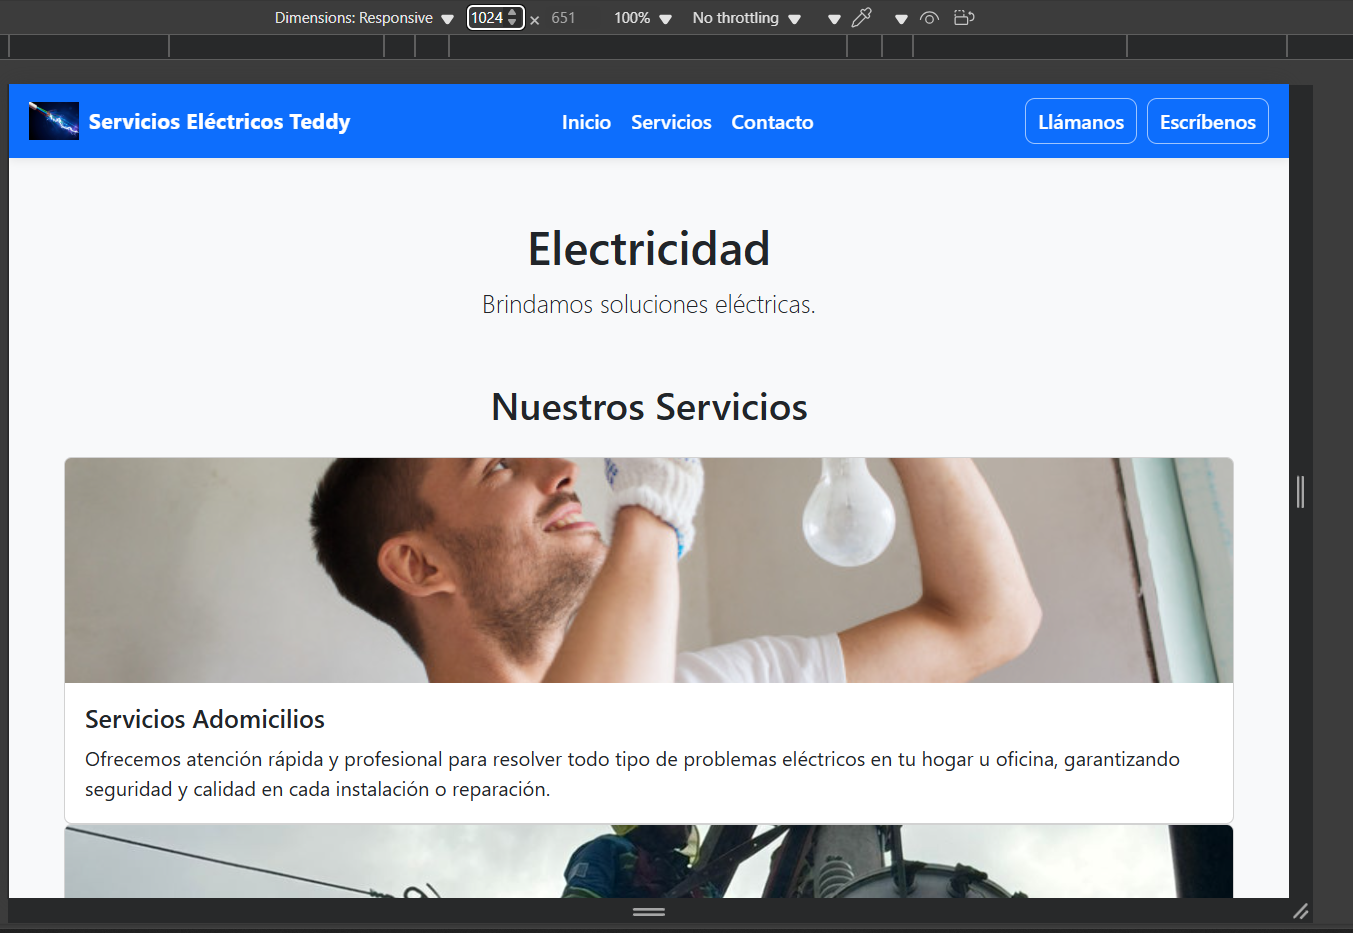 Dimensions: Responsive 1024 × 651 100% No throttling
Servicios Eléctricos Teddy Inicio Servicios Contacto Llámanos Escríbenos
Electricidad
Brindamos soluciones eléctricas.
Nuestros Servicios
Servicios Adomicilios
Ofrecemos atención rápida y profesional para resolver todo tipo de problemas eléctricos en tu hogar u oficina, garantizando
seguridad y calidad en cada instalación o reparación.